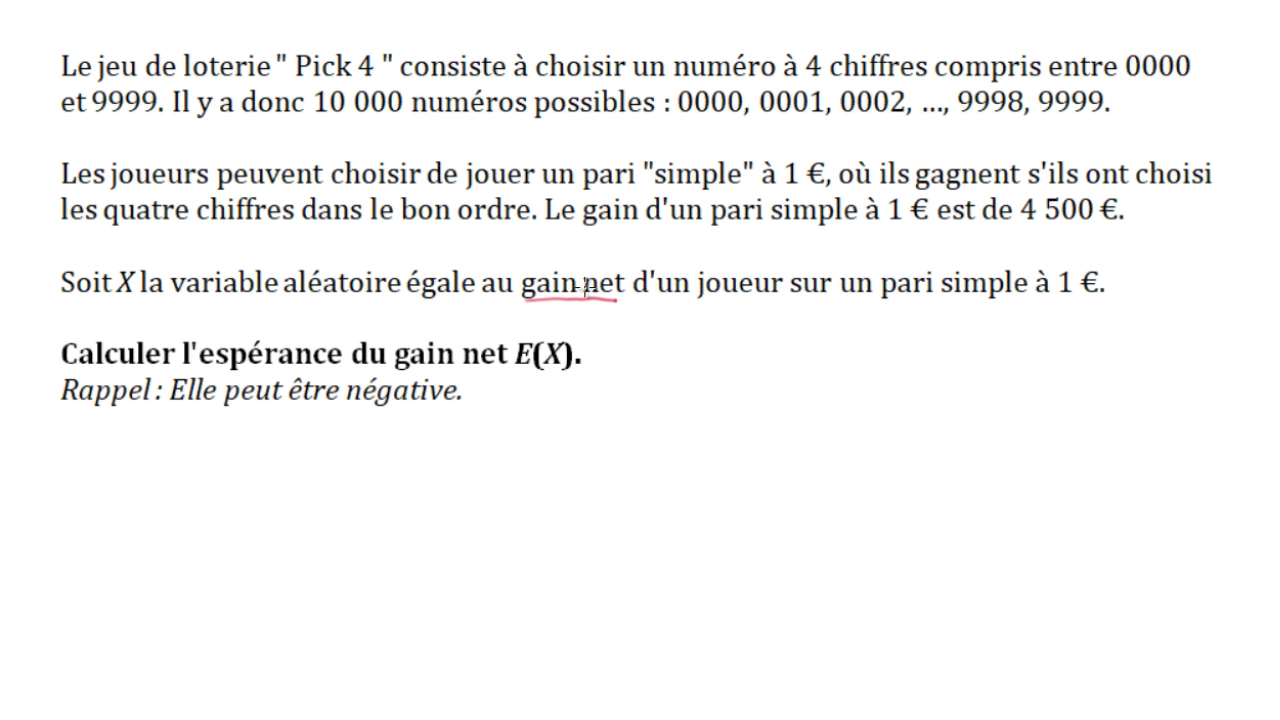 Le jeu de loterie " Pick 4 " consiste à choisir un numéro à 4 chiffres compris entre 0000
et 9999. Il y a donc 10 000 numéros possibles : 0000, 0001, 0002, ..., 9998, 9999.
Les joueurs peuvent choisir de jouer un pari "simple" à 1 €, où ils gagnent s'ils ont choisi
les quatre chiffres dans le bon ordre. Le gain d'un pari simple à 1 € est de 4 500 €.
Soit X la variable aléatoire égale au gain net d'un joueur sur un pari simple à 1 €.
Calculer l'espérance du gain net E(X).
Rappel : Elle peut être négative.